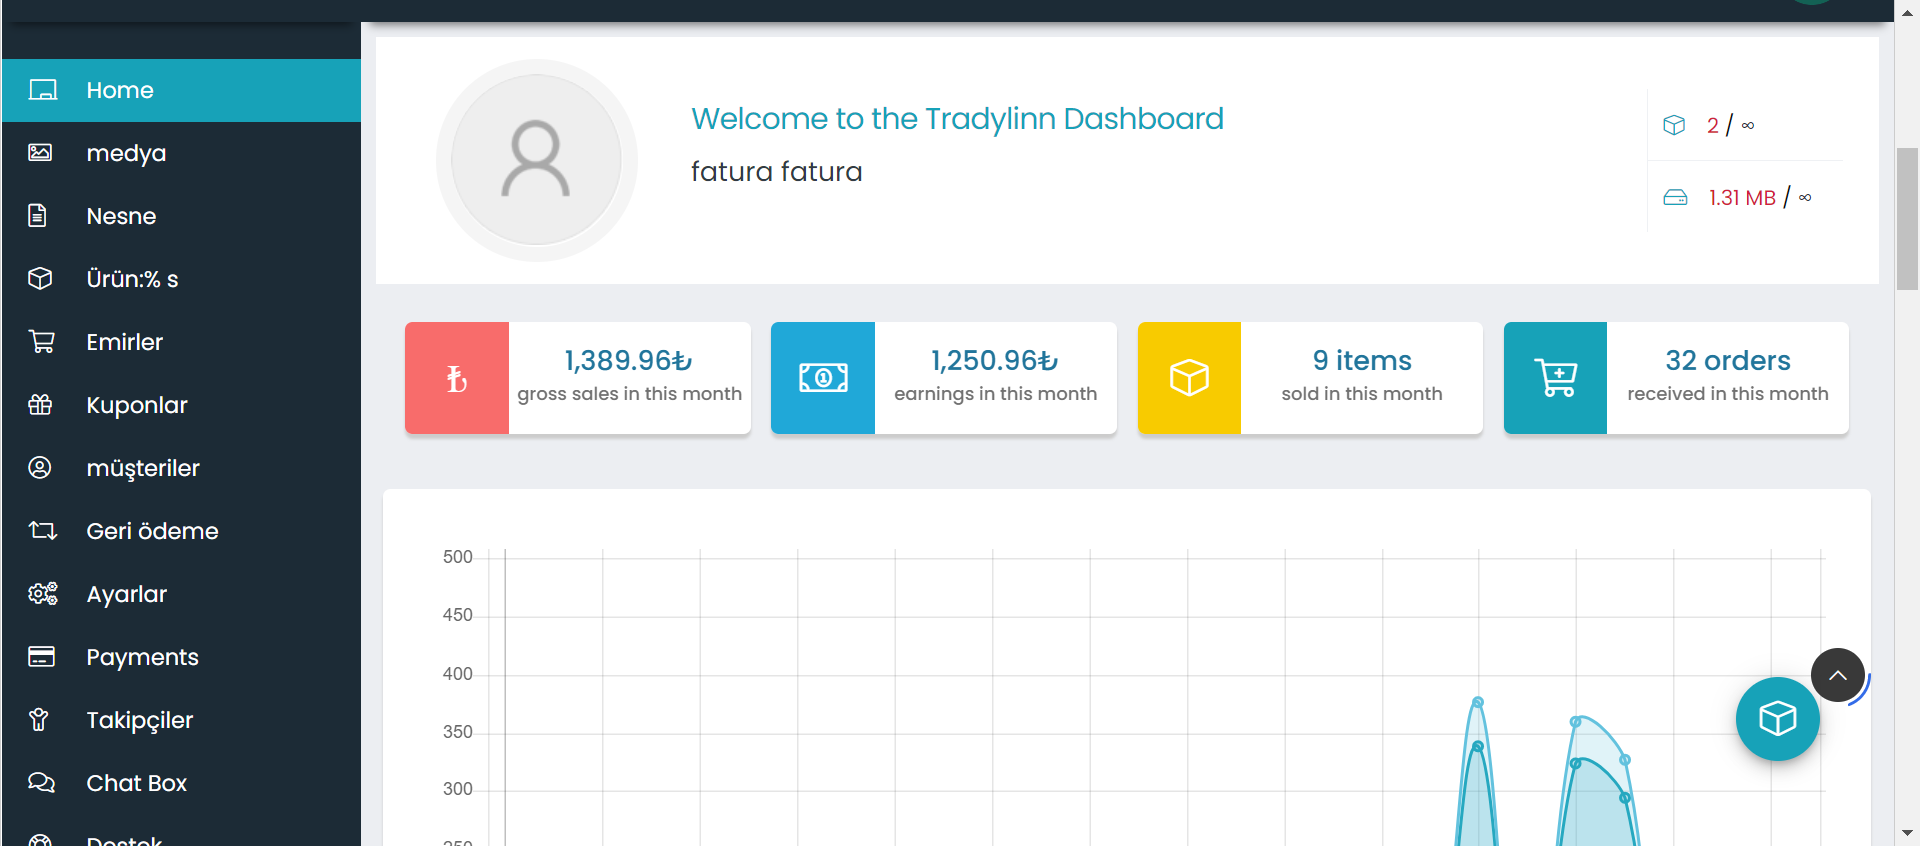 Home
medya
Nesne
Ürün:% s
Emirler
Kuponlar
müşteriler
Geri ödeme
Ayarlar
Payments
Takipçiler
Chat Box
Destek
Welcome to the Tradylinn Dashboard
fatura fatura
2 / ∞
1.31 MB / ∞
1,389.96₺
gross sales in this month
1,250.96₺
earnings in this month
9 items
sold in this month
32 orders
received in this month
500
450
400
350
300
250